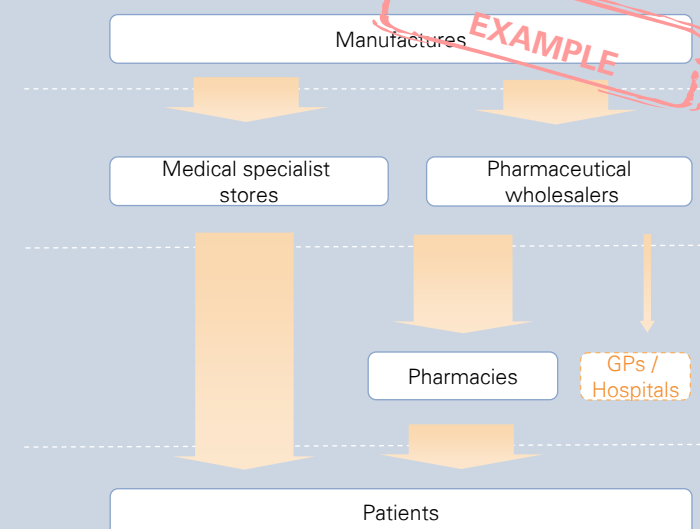 EXAMPLE
Manufactures
Medical specialist
stores
Pharmaceutical
wholesalers
Pharmacies
GPs /
Hospitals
Patients